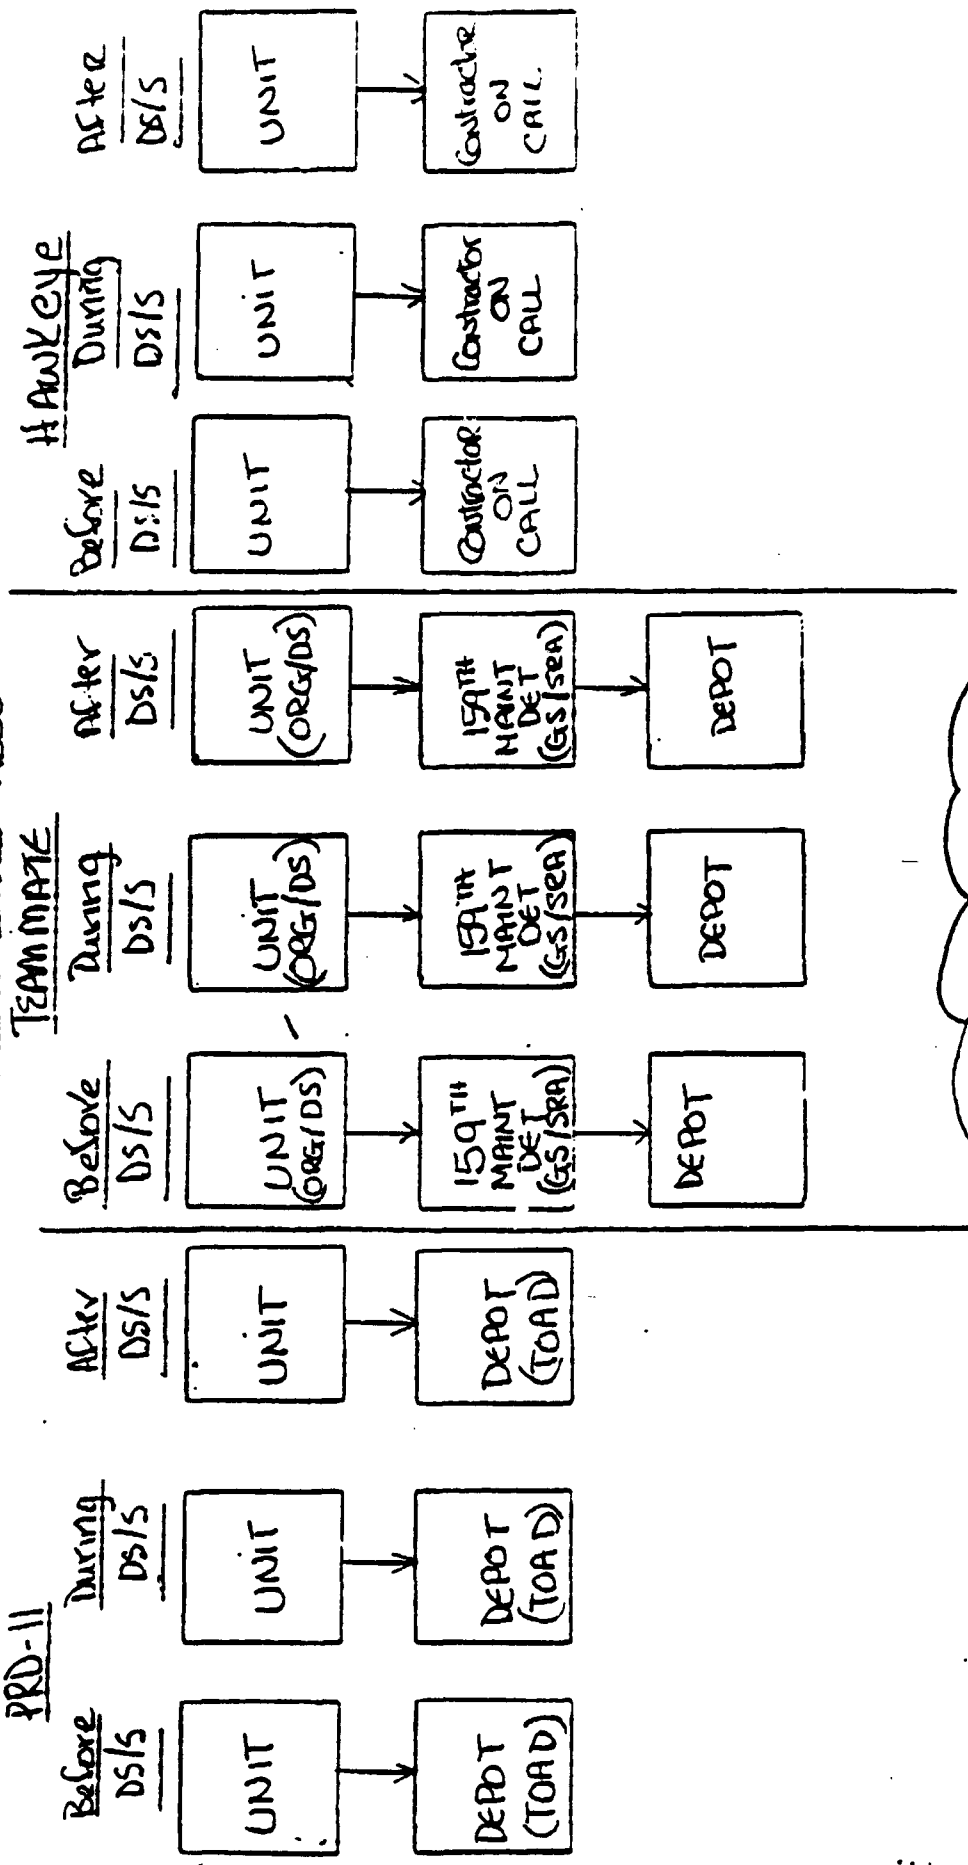 PRD-11
Before
DS/S
UNIT
DEPOT
(TOAD)
During
DS/S
UNIT
DEPOT
(TOAD)
After
DS/S
UNIT
DEPOT
(TOAD)
TEAMMATE
Before
DS/S
UNIT
(ORG/DS)
159TH
MAINT
DET
(GS/SRA)
DEPOT
During
DS/S
UNIT
(ORG/DS)
159TH
MAINT
DET
(GS/SRA)
DEPOT
After
DS/S
UNIT
(ORG/DS)
159TH
MAINT
DET
(GS/SRA)
DEPOT
HAWKEYE
Before
DS/S
UNIT
CONTRACTOR
ON
CALL
During
DS/S
UNIT
Contractor
ON
CALL
After
DS/S
UNIT
Contractor
ON
CALL